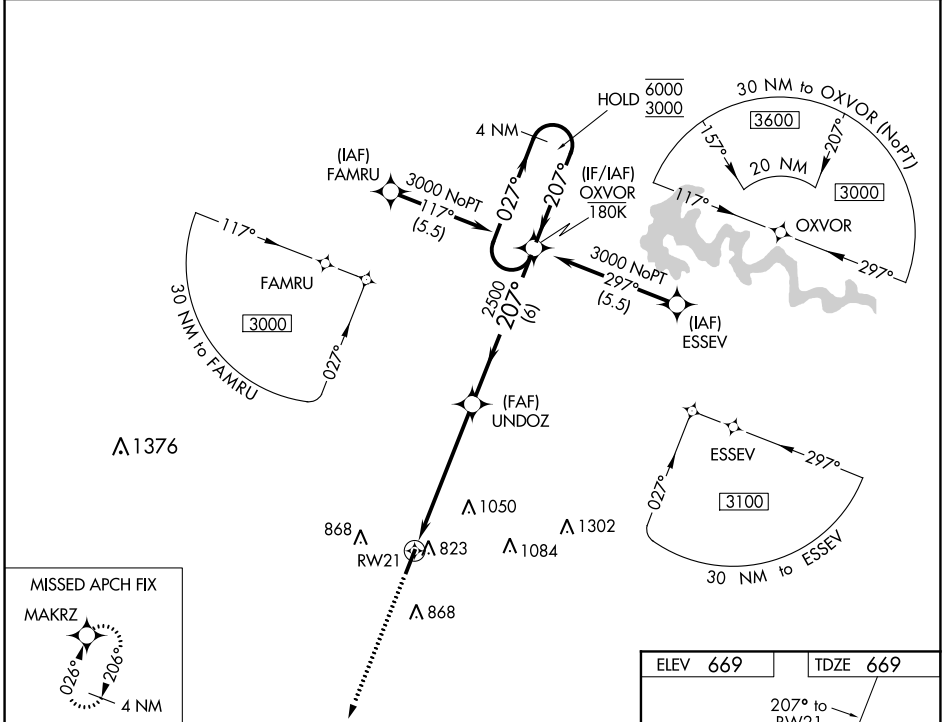 HOLD 6000
3000
4 NM
027°
207°
(IF/IAF)
OXVOR
180K
(IAF)
FAMRU
3000 NoPT
117°
(5.5)
3000 NoPT
297°
(5.5)
(IAF)
ESSEV
2500
207°
(6)
(FAF)
UNDOZ
30 NM to OXVOR (NoPT)
3600
157°
207°
20 NM
3000
117°
OXVOR
297°
117°
FAMRU
3000
027°
30 NM to FAMRU
ESSEV
297°
027°
3100
30 NM to ESSEV
1376
1050
1302
868
RW21
823
1084
868
MISSED APCH FIX
MAKRZ
026°
206°
4 NM
ELEV 669
TDZE 669
207° to
RW21